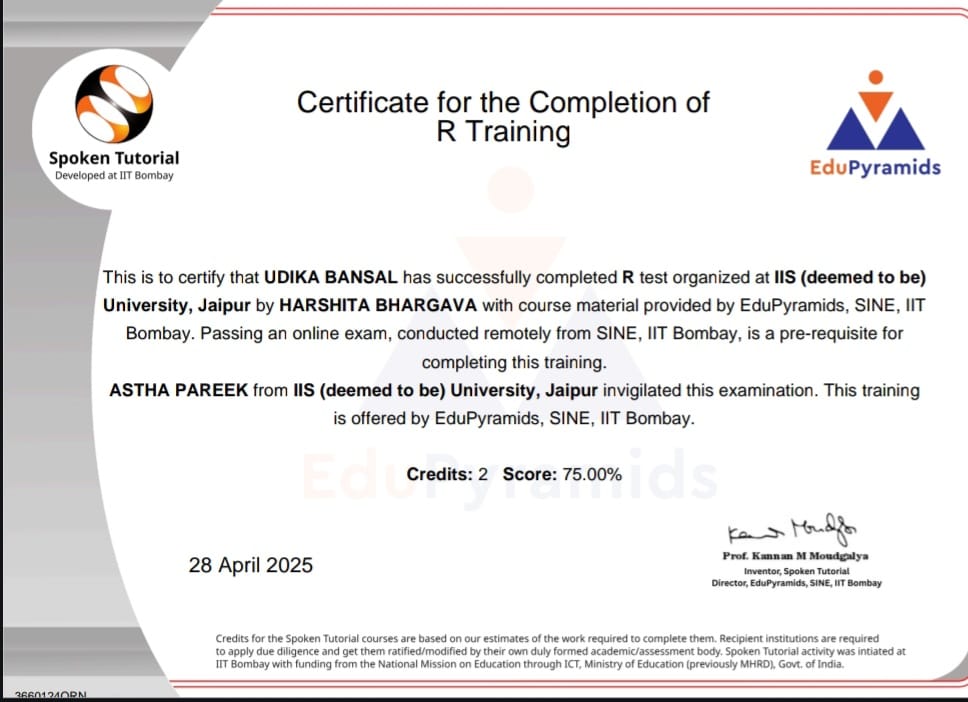 Certificate for the Completion of
R Training
Spoken Tutorial
Developed at IIT Bombay
EduPyramids
This is to certify that UDIKA BANSAL has successfully completed R test organized at IIS (deemed to be)
University, Jaipur by HARSHITA BHARGAVA with course material provided by EduPyramids, SINE, IIT
Bombay. Passing an online exam, conducted remotely from SINE, IIT Bombay, is a pre-requisite for
completing this training.
ASTHA PAREEK from IIS (deemed to be) University, Jaipur invigilated this examination. This training
is offered by EduPyramids, SINE, IIT Bombay.
EduPyramids
Credits: 2 Score: 75.00%
28 April 2025
Prof. Kannan M Moudgalya
Inventor, Spoken Tutorial
Director, EduPyramids, SINE, IIT Bombay
Credits for the Spoken Tutorial courses are based on our estimates of the work required to complete them. Recipient institutions are required
to apply due diligence and get them ratified/modified by their own duly formed academic/assessment body. Spoken Tutorial activity was intiated at
IIT Bombay with funding from the National Mission on Education through ICT, Ministry of Education (previously MHRD), Govt. of India.